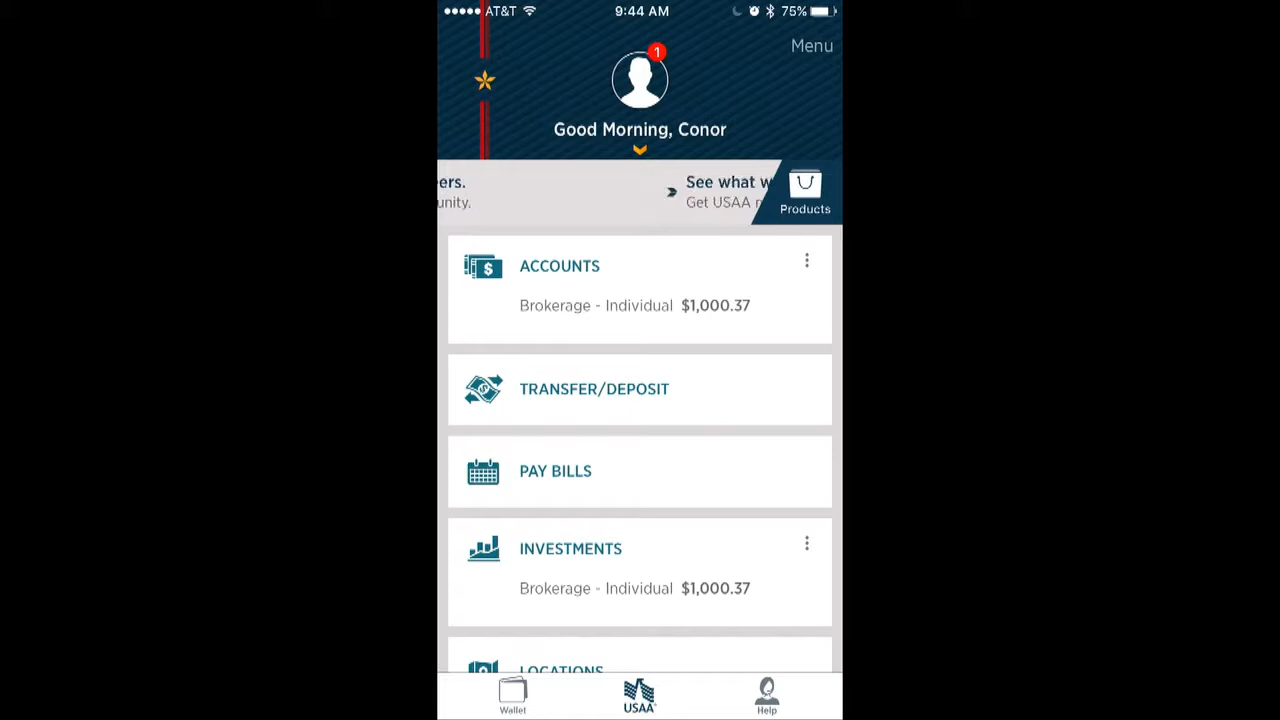 AT&T 9:44 AM 75%
Menu
1
Good Morning, Conor
ers.
unity.
See what w
Get USAA
Products
ACCOUNTS
Brokerage - Individual $1,000.37
TRANSFER/DEPOSIT
PAY BILLS
INVESTMENTS
Brokerage - Individual $1,000.37
LOCATIONS
Wallet
USAA
Help